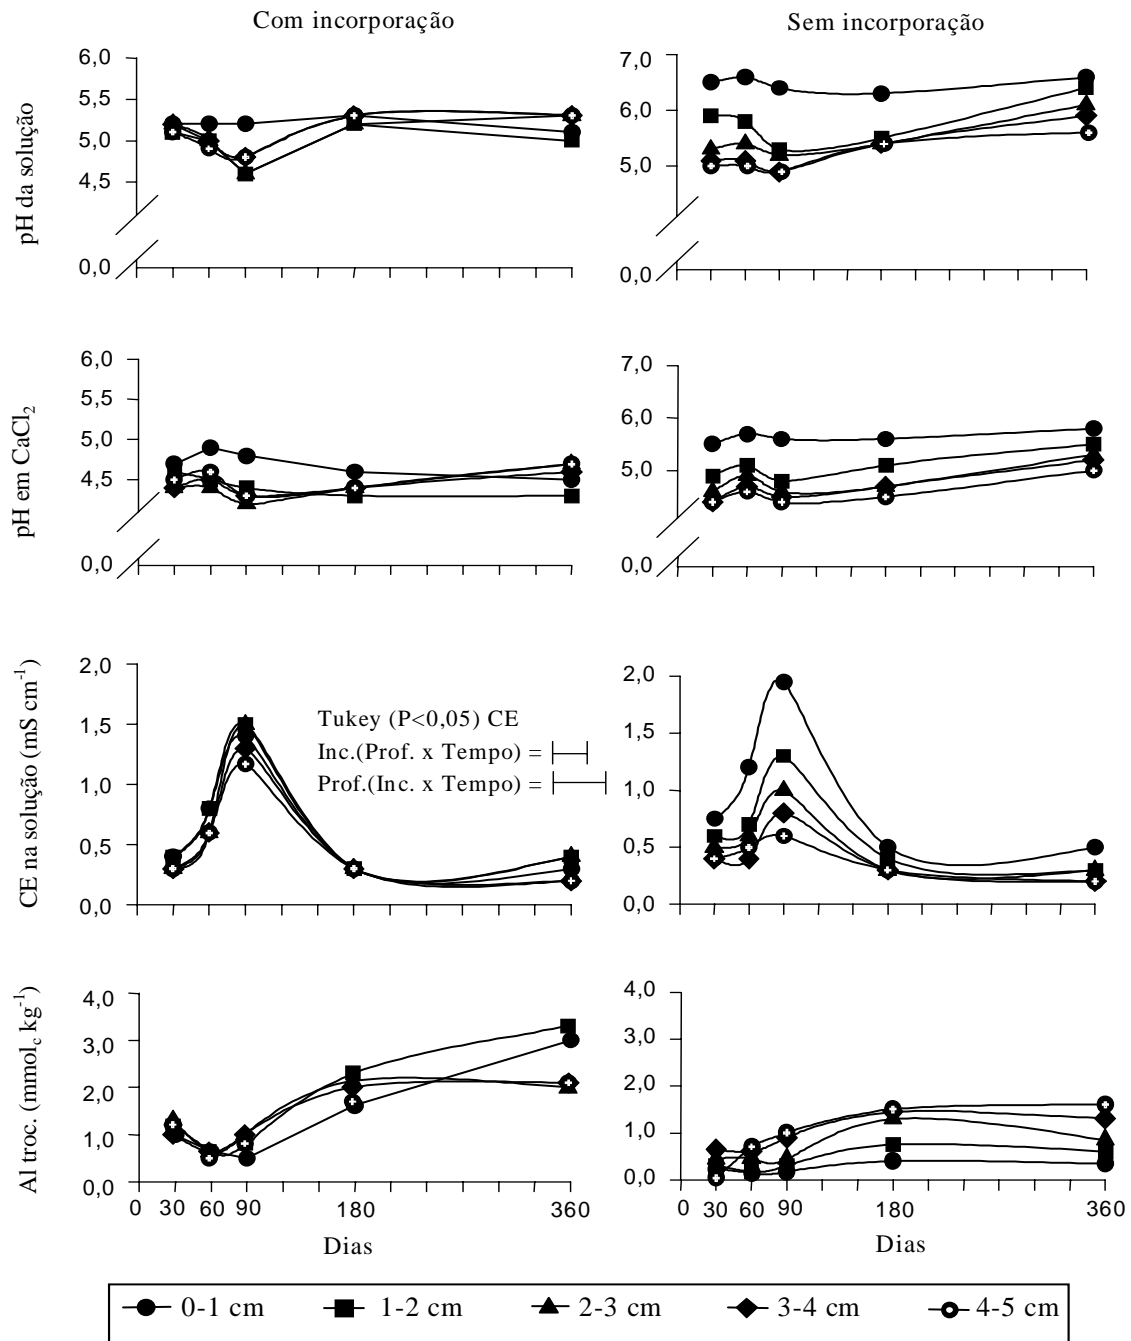 Com incorporação
Sem incorporação
pH da solução
6,0
5,5
5,0
4,5
0,0
7,0
6,0
5,0
0,0
pH em CaCl₂
6,0
5,5
5,0
4,5
0,0
7,0
6,0
5,0
0,0
CE na solução (mS cm⁻¹)
2,0
1,5
1,0
0,5
0,0
Tukey (P<0,05) CE
Inc.(Prof. x Tempo) =
Prof.(Inc. x Tempo) =
2,0
1,5
1,0
0,5
0,0
Al troc. (mmol_c kg⁻¹)
4,0
3,0
2,0
1,0
0,0
0 30 60 90 180 360
Dias
4,0
3,0
2,0
1,0
0,0
0 30 60 90 180 360
Dias
0-1 cm 1-2 cm 2-3 cm 3-4 cm 4-5 cm